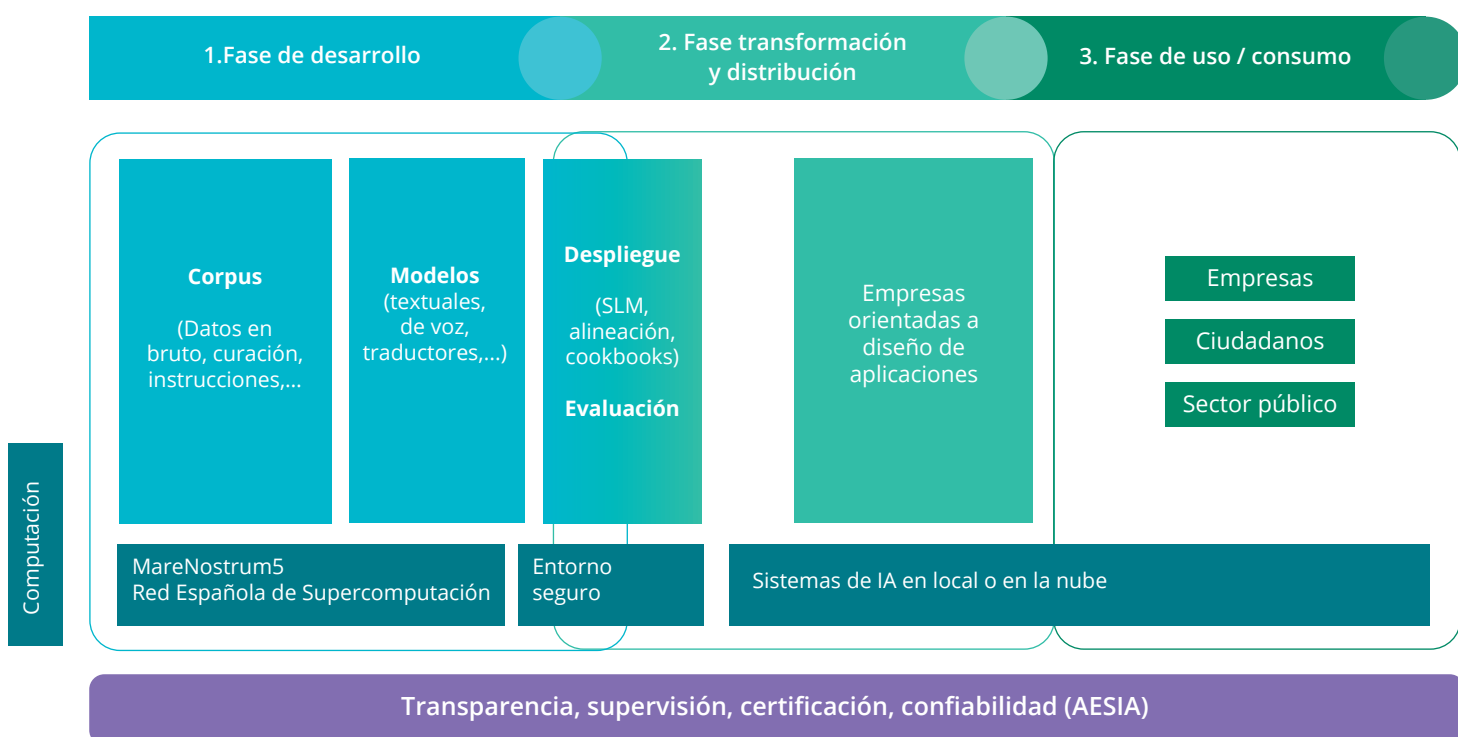 1.Fase de desarrollo
2. Fase transformación
y distribución
3. Fase de uso / consumo
Corpus
(Datos en
bruto, curación,
instrucciones,...
Modelos
(textuales,
de voz,
traductores,...)
Despliegue
(SLM,
alineación,
cookbooks)
Evaluación
Empresas
orientadas a
diseño de
aplicaciones
Empresas
Ciudadanos
Sector público
Computación
MareNostrum5
Red Española de Supercomputación
Entorno
seguro
Sistemas de IA en local o en la nube
Transparencia, supervisión, certificación, confiabilidad (AESIA)